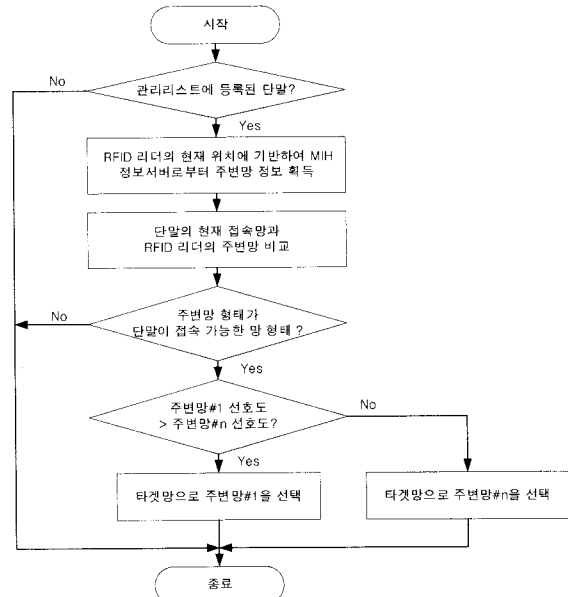 시작
No
관리리스트에 등록된 단말?
Yes
RFID 리더의 현재 위치에 기반하여 MIH
정보서버로부터 주변망 정보 획득
단말의 현재 접속망과
RFID 리더의 주변망 비교
No
주변망 형태가
단말이 접속 가능한 망 형태 ?
Yes
주변망#1 선호도
> 주변망#n 선호도?
No
Yes
타겟망으로 주변망#1을 선택
타겟망으로 주변망#n을 선택
종료